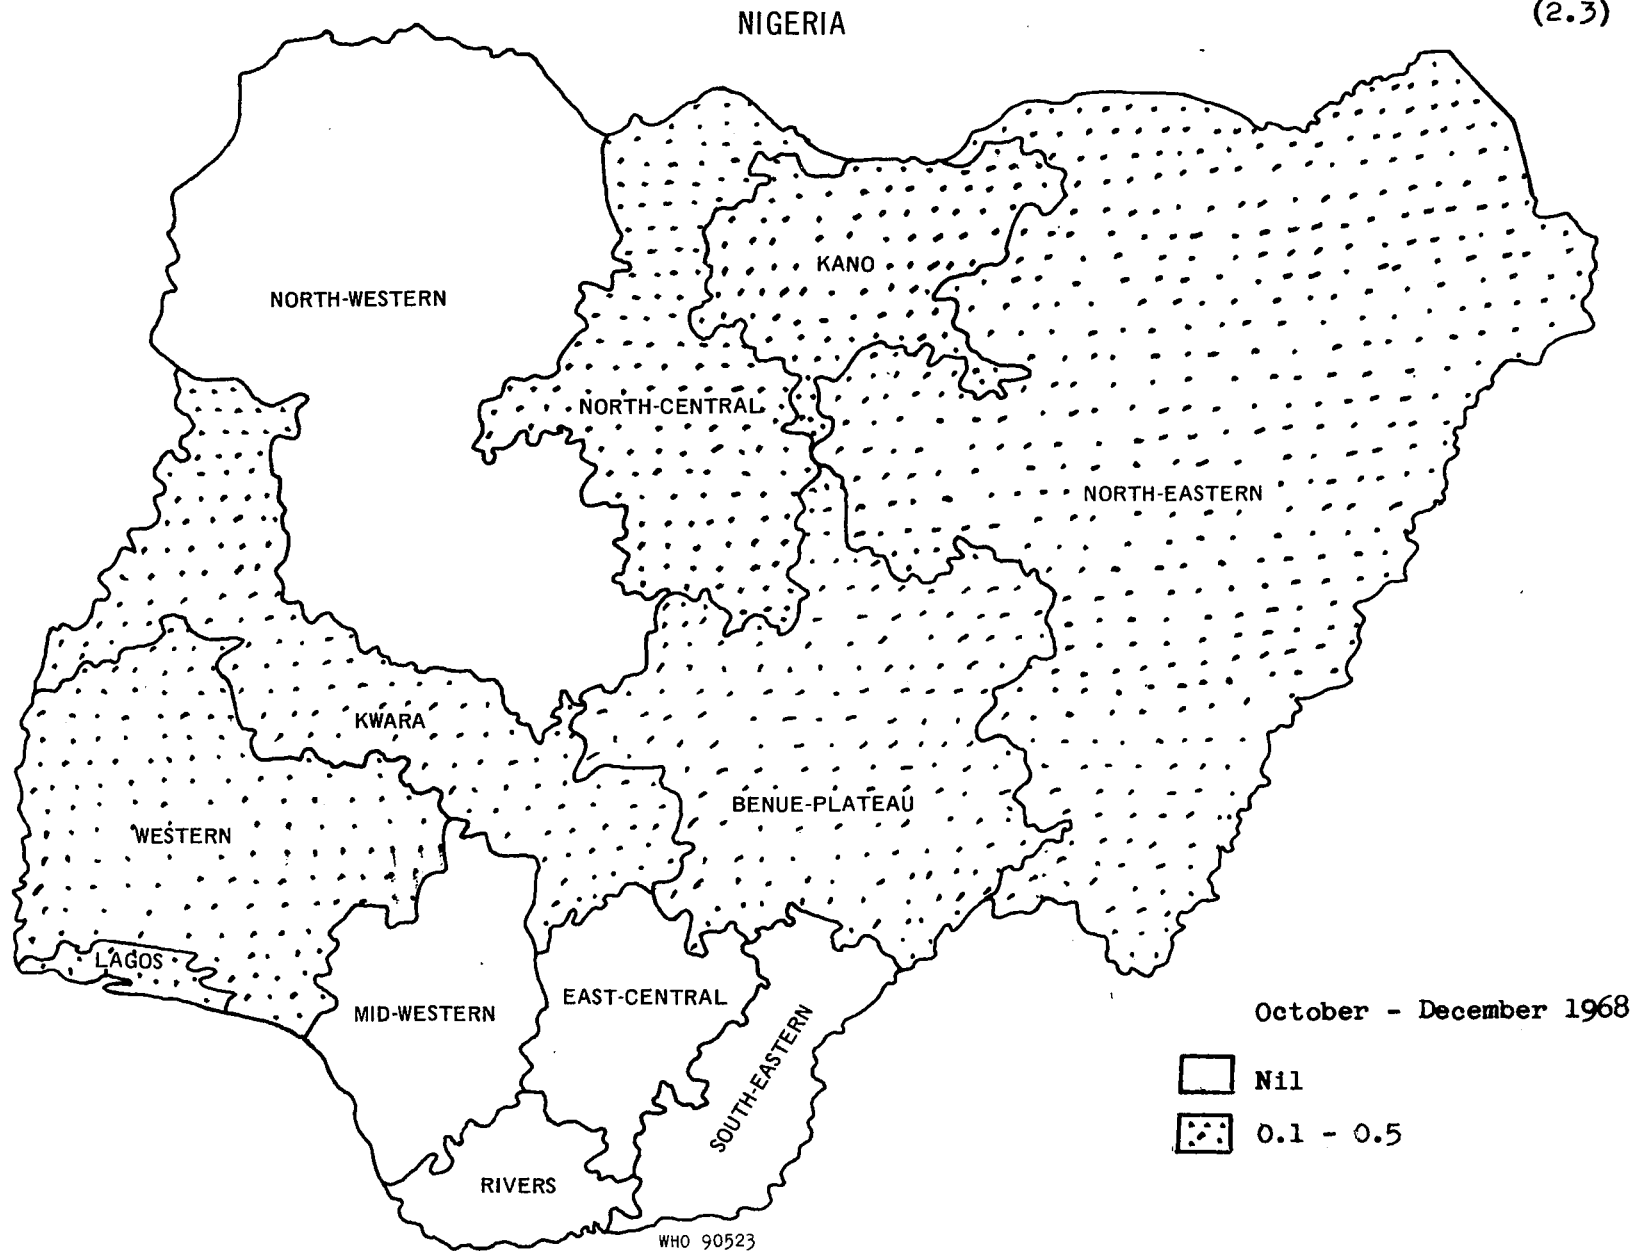 (2.3)
NIGERIA
KANO
NORTH-WESTERN
NORTH-CENTRAL
NORTH-EASTERN
KWARA
BENUE-PLATEAU
WESTERN
LAGOS
EAST-CENTRAL
MID-WESTERN
SOUTH-EASTERN
RIVERS
October - December 1968
Nil
0.1 - 0.5
WHO 90523